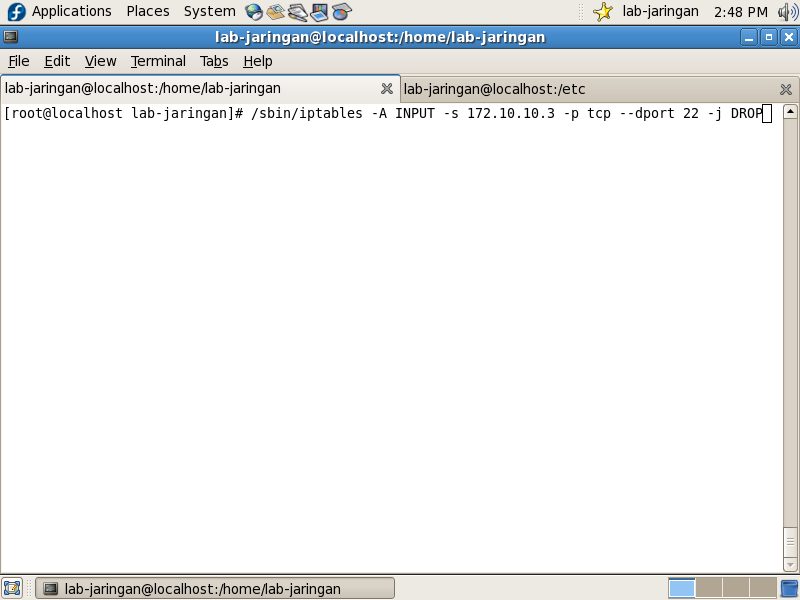 Applications Places System lab-jaringan 2:48 PM
lab-jaringan@localhost:/home/lab-jaringan
File Edit View Terminal Tabs Help
lab-jaringan@localhost:/home/lab-jaringan lab-jaringan@localhost:/etc
[root@localhost lab-jaringan]# /sbin/iptables -A INPUT -s 172.10.10.3 -p tcp --dport 22 -j DROP
lab-jaringan@localhost:/home/lab-jaringan